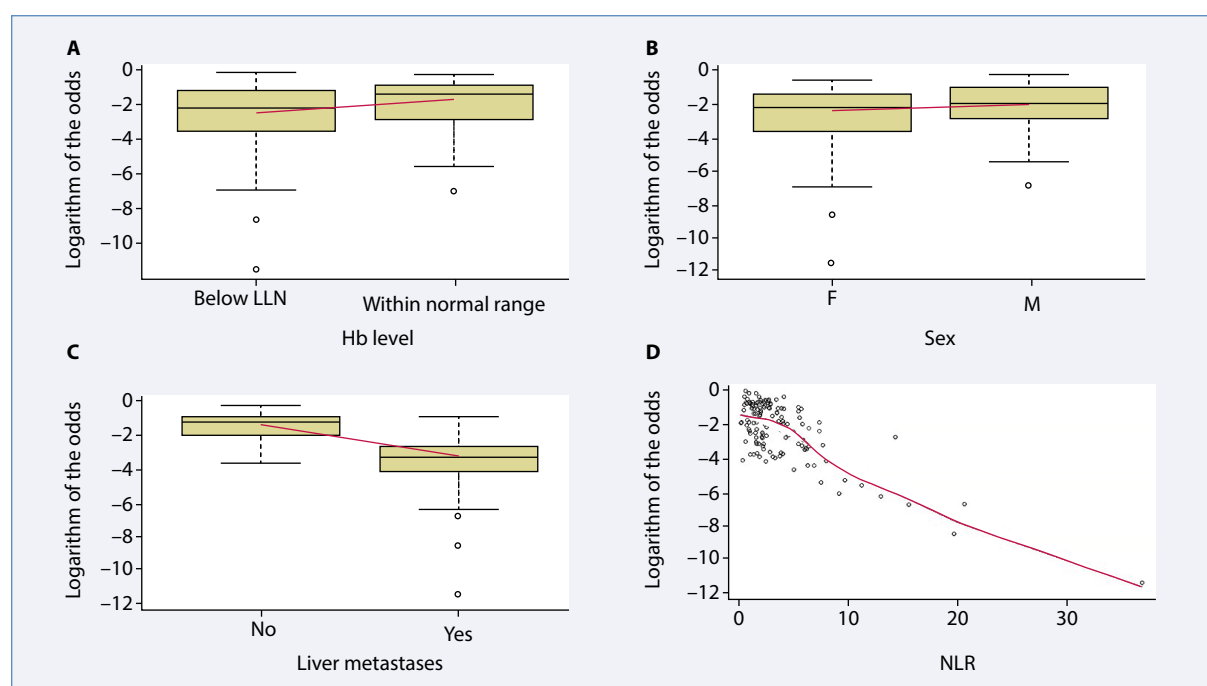 A
Logarithm of the odds
0
−2
−4
−6
−8
−10
Below LLN
Within normal range
Hb level
B
Logarithm of the odds
0
−2
−4
−6
−8
−10
−12
F
M
Sex
C
Logarithm of the odds
0
−2
−4
−6
−8
−10
−12
No
Yes
Liver metastases
D
Logarithm of the odds
0
−2
−4
−6
−8
−10
−12
0 10 20 30
NLR